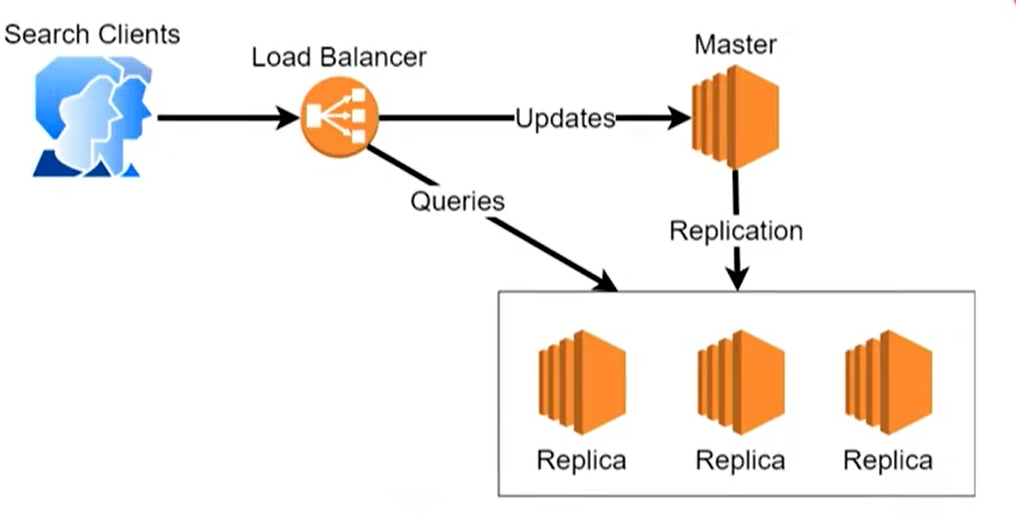 Search Clients
Load Balancer
Master
Updates
Queries
Replication
Replica
Replica
Replica